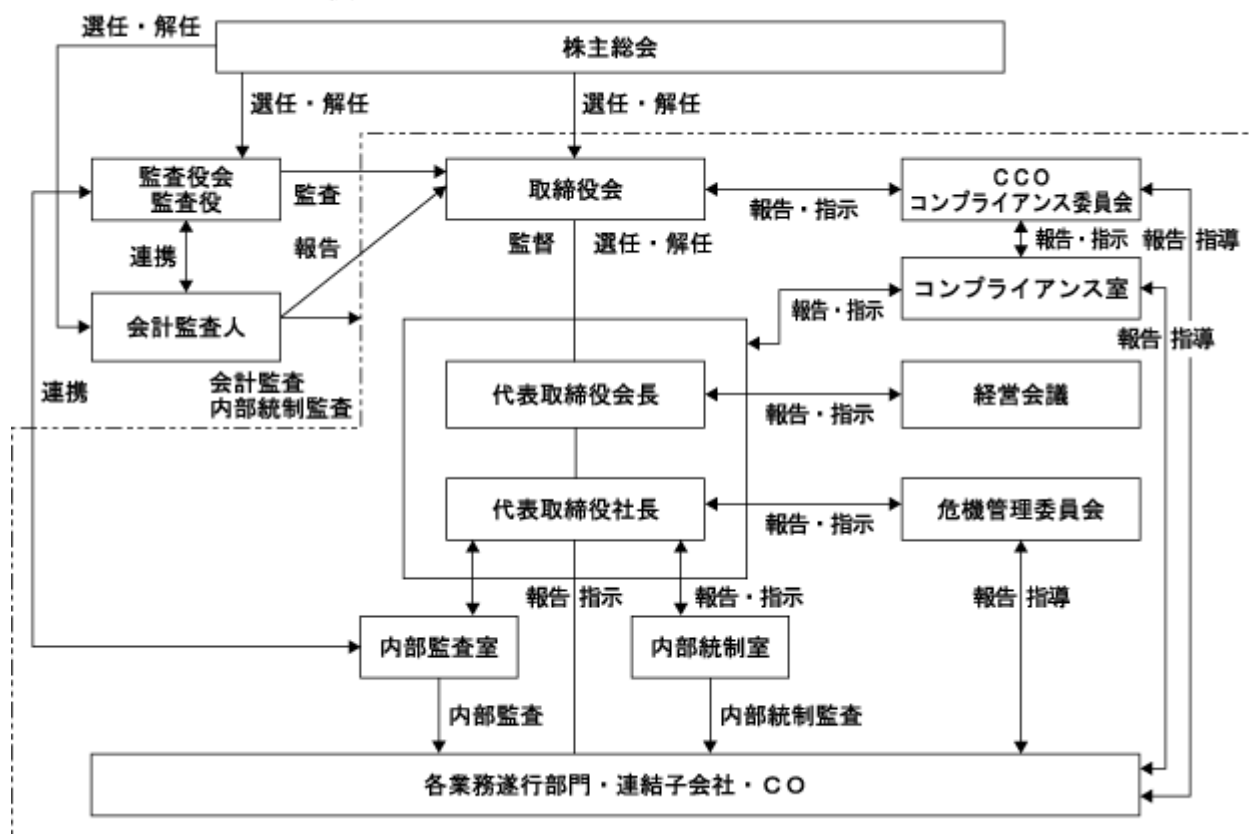 選任・解任
株主総会
選任・解任
選任・解任
監査役会
監査役
監査
取締役会
報告・指示
CCO
コンプライアンス委員会
連携
報告
監督
選任・解任
報告・指示
報告 指導
コンプライアンス室
会計監査人
報告・指示
報告 指導
連携
会計監査
内部統制監査
代表取締役会長
報告・指示
経営会議
代表取締役社長
報告・指示
危機管理委員会
報告 指示
報告・指示
報告 指導
内部監査室
内部統制室
内部監査
内部統制監査
各業務遂行部門・連結子会社・CO